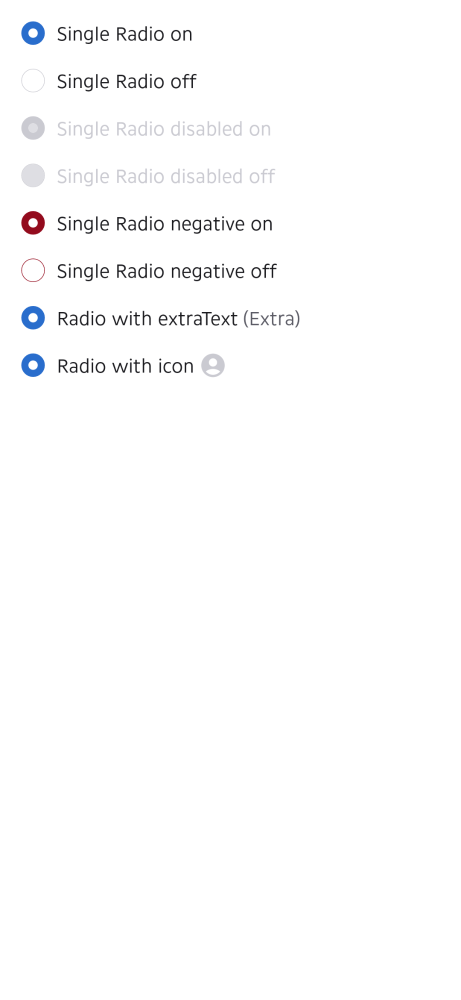 Single Radio on
Single Radio off
Single Radio disabled on
Single Radio disabled off
Single Radio negative on
Single Radio negative off
Radio with extraText (Extra)
Radio with icon